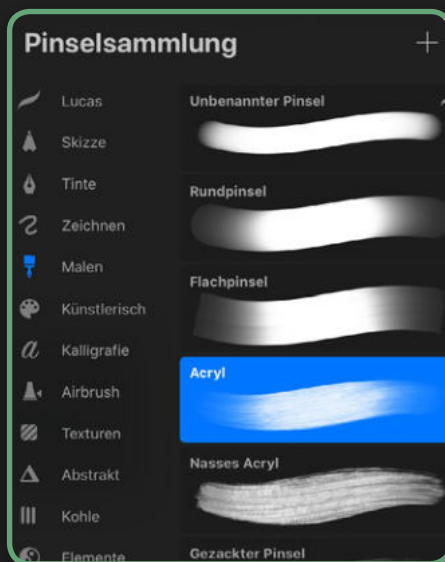 Pinselsammlung
Lucas
Skizze
Tinte
Zeichnen
Malen
Künstlerisch
Kalligrafie
Airbrush
Texturen
Abstrakt
Kohle
Elemente
Unbenannter Pinsel
Rundpinsel
Flachpinsel
Acryl
Nasses Acryl
Gezackter Pinsel